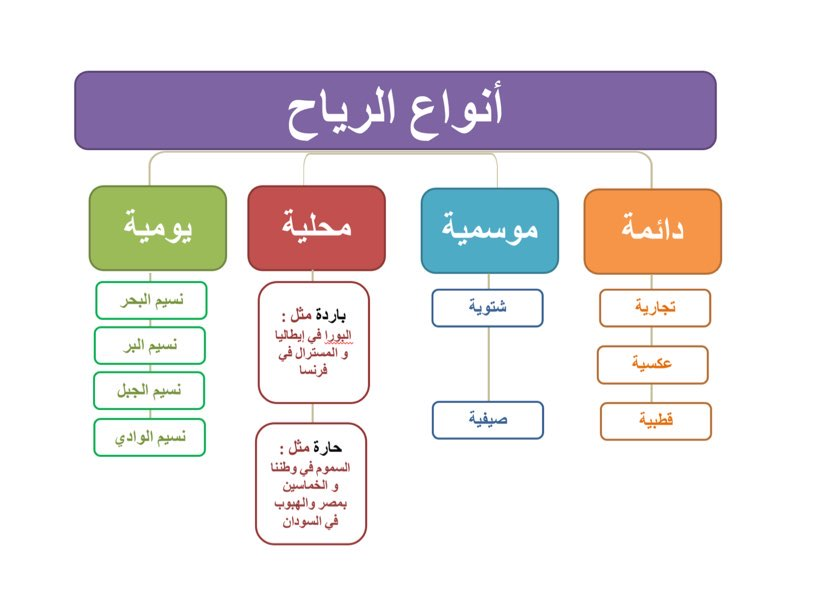 أنواع الرياح
دائمة
تجارية
عكسية
قطبية
موسمية
شتوية
صيفية
محلية
باردة مثل :
البورا في إيطاليا
و المسترال في
فرنسا
حارة مثل :
السموم في وطننا
و الخماسين
بمصر والهبوب
في السودان
يومية
نسيم البحر
نسيم البر
نسيم الجبل
نسيم الوادي